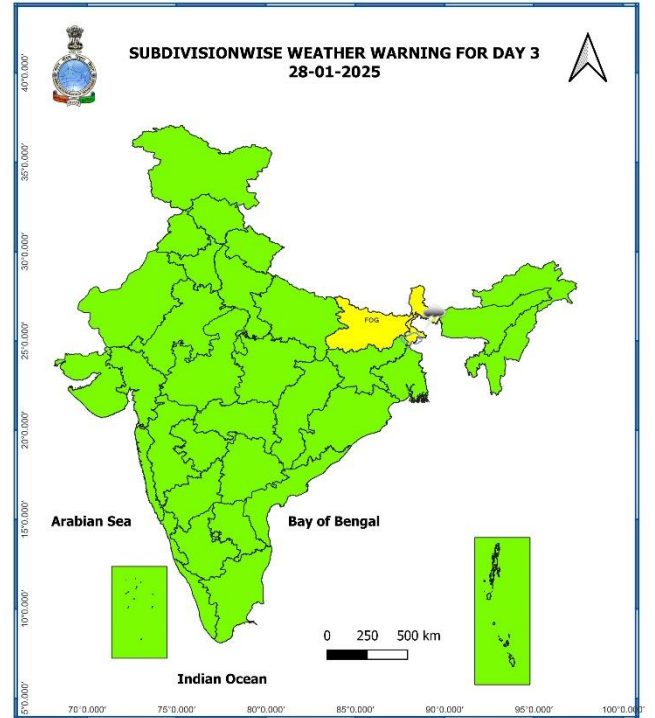 SUBDIVISIONWISE WEATHER WARNING FOR DAY 3
28-01-2025
40°0.000'
35°0.000'
30°0.000'
25°0.000'
20°0.000'
15°0.000'
10°0.000'
5°0.000'
FOG
Arabian Sea
Bay of Bengal
0 250 500 km
Indian Ocean
70°0.000' 75°0.000' 80°0.000' 85°0.000' 90°0.000' 95°0.000' 100°0.000'